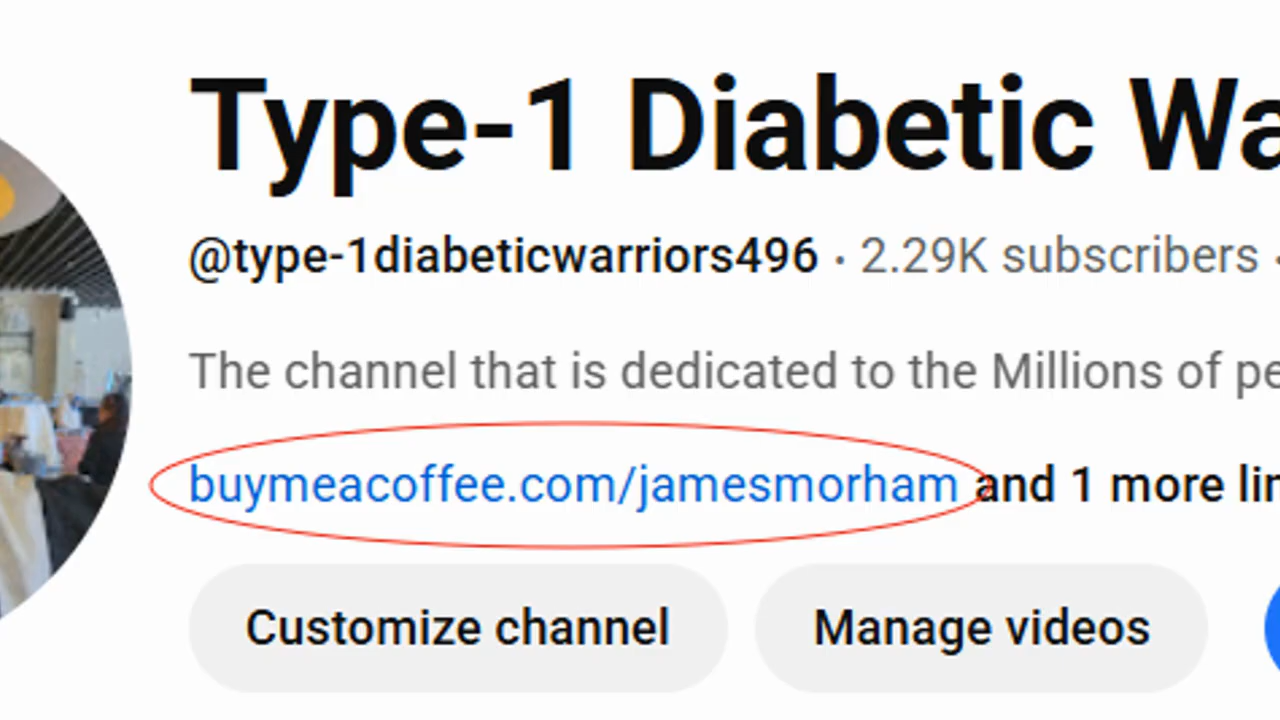 Type-1 Diabetic Wa
@type-1diabeticwarriors496 · 2.29K subscribers
The channel that is dedicated to the Millions of pe
buymeacoffee.com/jamesmorham and 1 more lin
Customize channel
Manage videos